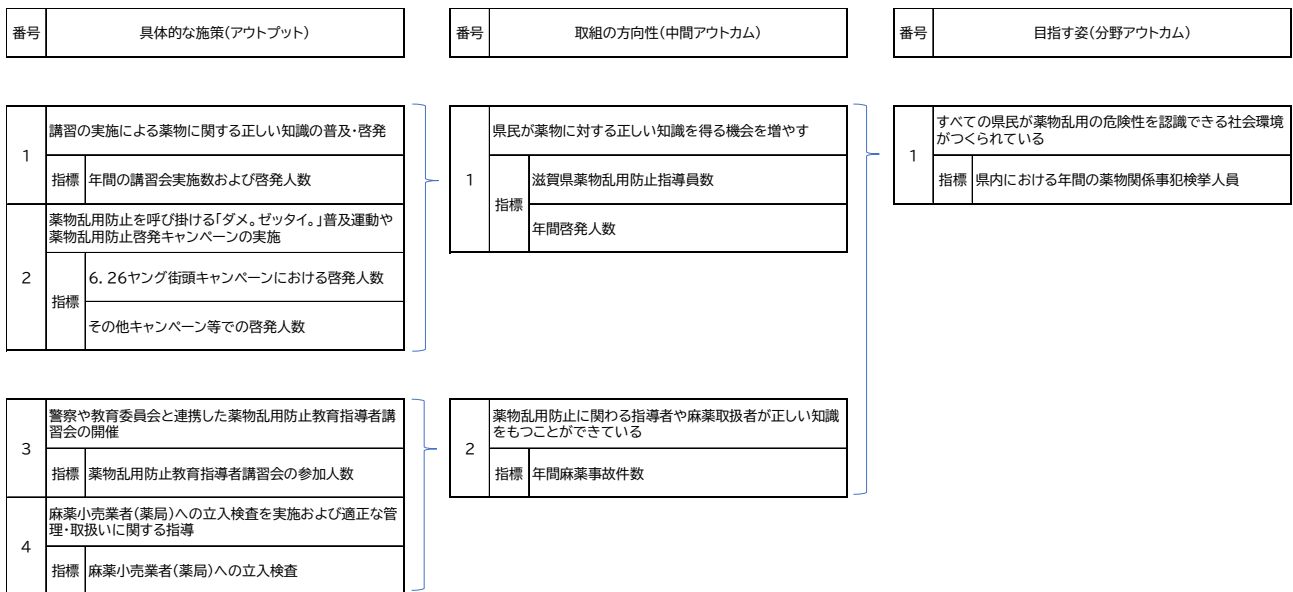 番号
具体的な施策(アウトプット)
番号
取組の方向性(中間アウトカム)
番号
目指す姿(分野アウトカム)
1
講習の実施による薬物に関する正しい知識の普及・啓発
指標
年間の講習会実施数および啓発人数
2
薬物乱用防止を呼び掛ける「ダメ。ゼッタイ。」普及運動や
薬物乱用防止啓発キャンペーンの実施
指標
6.26ヤング街頭キャンペーンにおける啓発人数
その他キャンペーン等での啓発人数
1
県民が薬物に対する正しい知識を得る機会を増やす
指標
滋賀県薬物乱用防止指導員数
年間啓発人数
1
すべての県民が薬物乱用の危険性を認識できる社会環境
がつくられている
指標
県内における年間の薬物関係事犯検挙人員
3
警察や教育委員会と連携した薬物乱用防止教育指導者講
習会の開催
指標
薬物乱用防止教育指導者講習会の参加人数
4
麻薬小売業者(薬局)への立入検査を実施および適正な管
理・取扱いに関する指導
指標
麻薬小売業者(薬局)への立入検査
2
薬物乱用防止に関わる指導者や麻薬取扱者が正しい知識
をもつことができている
指標
年間麻薬事故件数